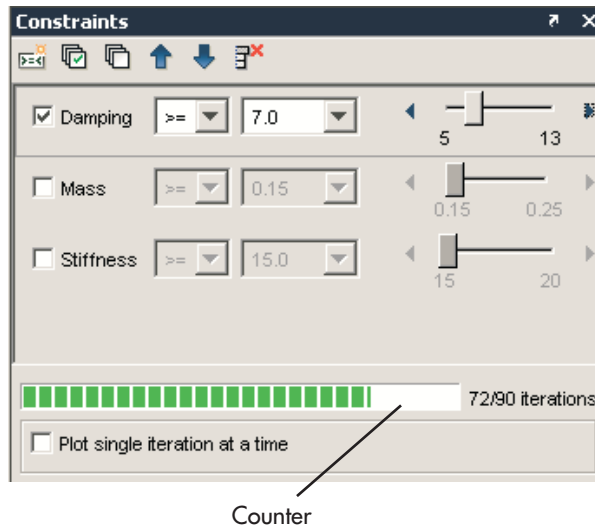 Constraints
Damping >= 7.0 5 13
Mass >= 0.15 0.15 0.25
Stiffness >= 15.0 15 20
72/90 iterations
Plot single iteration at a time
Counter